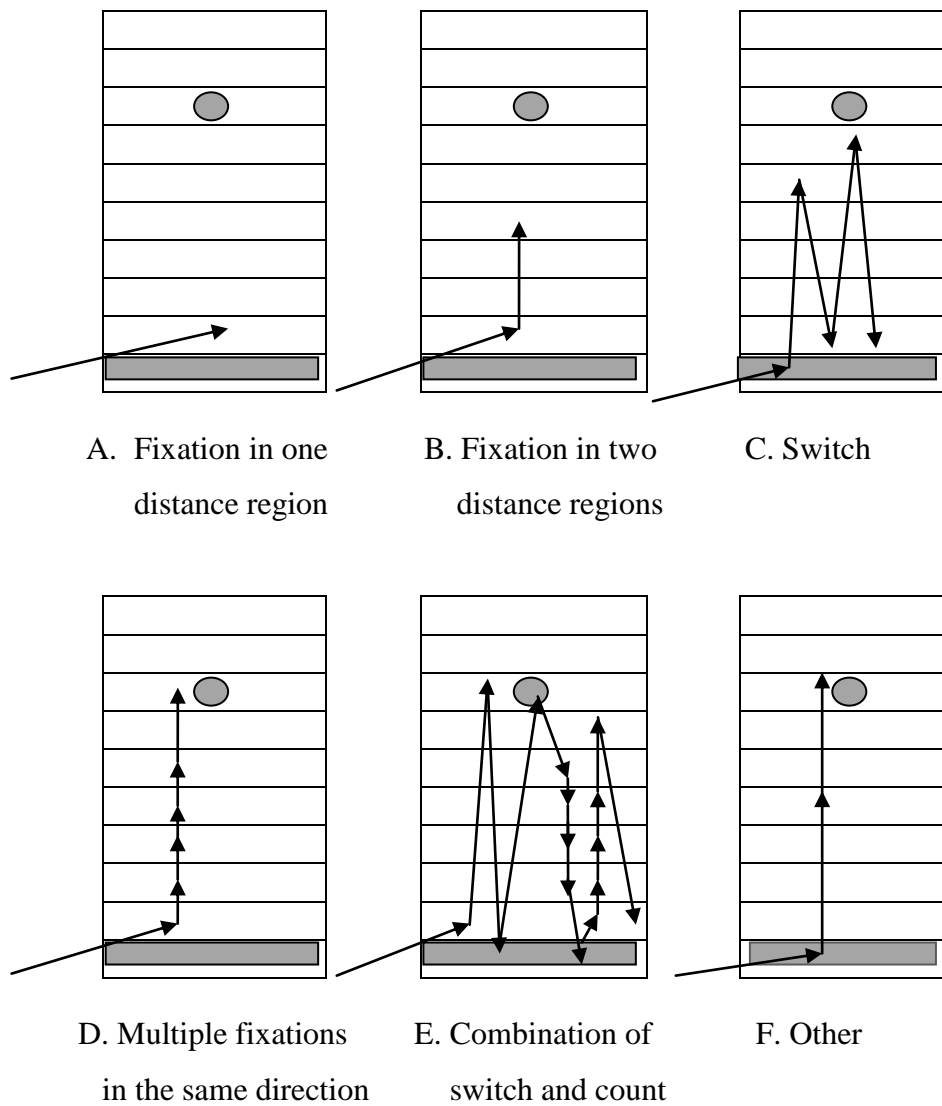 A. Fixation in one
distance region
B. Fixation in two
distance regions
C. Switch
D. Multiple fixations
in the same direction
E. Combination of
switch and count
F. Other